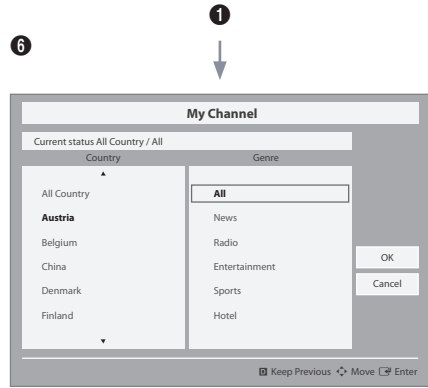 ❶
❻
My Channel
Current status All Country / All
Country Genre
All Country All
Austria News
Belgium Radio
China Entertainment
Denmark Sports
Finland Hotel
OK
Cancel
D Keep Previous Move Enter